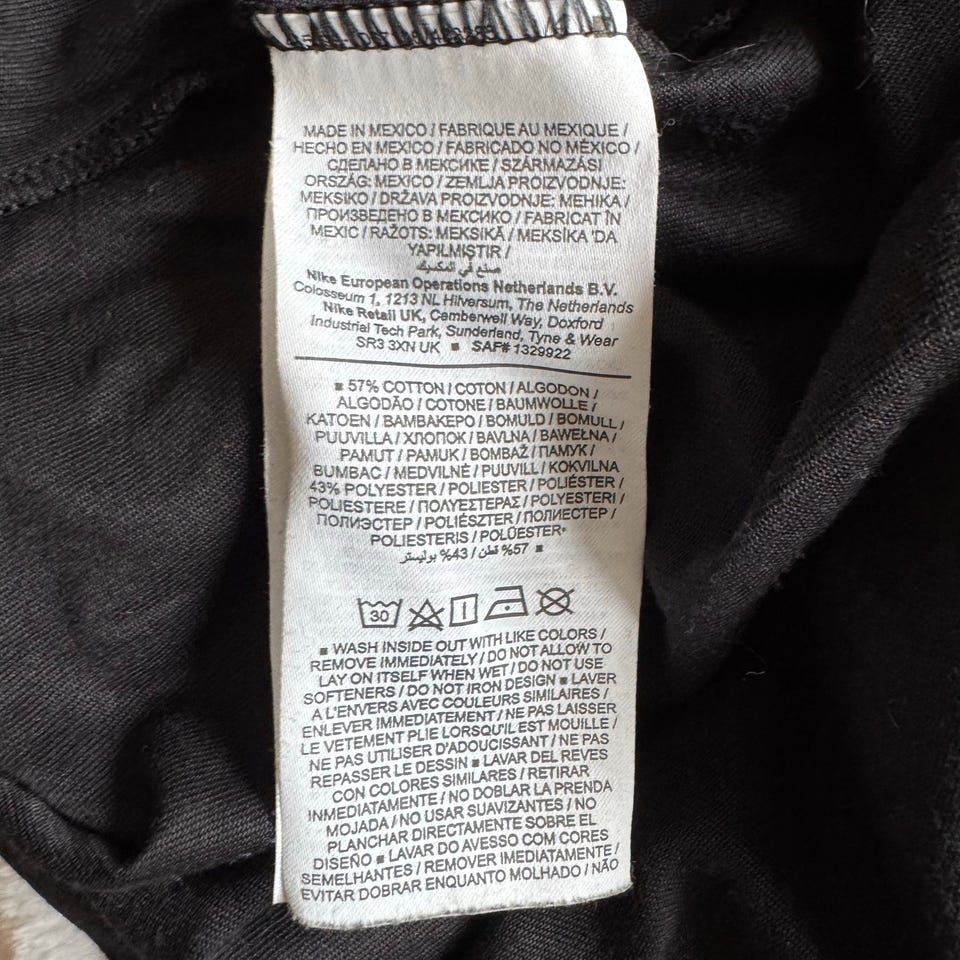 MADE IN MEXICO / FABRIQUE AU MEXIQUE /
HECHO EN MEXICO / FABRICADO NO MÉXICO /
СДЕЛАНО В МЕКСИКЕ / SZÁRMAZÁSI
ORSZÁG: MEXICO / ZEMLJA PROIZVODNJE:
MEKSIKO / DRŽAVA PROIZVODNJE: MEHIKA /
ПРОИЗВЕДЕНО В МЕКСИКО / FABRICAT ÎN
MEXIC / RAŽOTS: MEKSIKĀ / MEKSİKA 'DA
YAPILMIŞTIR /
صنع في المكسيك
Nike European Operations Netherlands B.V.
Colosseum 1, 1213 NL Hilversum, The Netherlands
Nike Retail UK, Camberwell Way, Doxford
Industrial Tech Park, Sunderland, Tyne & Wear
SR3 3XN UK ■ SAF# 1329922
■ 57% COTTON / COTON / ALGODON /
ALGODÃO / COTONE / BAUMWOLLE /
KATOEN / ΒΑΜΒΑΚΕΡΟ / BOMULD / BOMULL /
PUUVILLA / ХЛОПОК / BAVLNA / BAWEŁNA /
PAMUT / PAMUK / BOMBAŽ / ПАМУК /
BUMBAC / MEDVILNĖ / PUUVILL / KOKVILNA
43% POLYESTER / POLIESTER / POLIÉSTER /
POLIESTERE / ΠΟΛΥΕΣΤΕΡΑΣ / POLYESTERI /
ПОЛИЭСТЕР / POLIÉSZTER / ПОЛИЕСТЕР /
POLIESTERIS / POLÜESTER*
57% قطن / 43% بوليستر ■
30
■ WASH INSIDE OUT WITH LIKE COLORS /
REMOVE IMMEDIATELY / DO NOT ALLOW TO
LAY ON ITSELF WHEN WET / DO NOT USE
SOFTENERS / DO NOT IRON DESIGN ■ LAVER
A L'ENVERS AVEC COULEURS SIMILAIRES /
ENLEVER IMMEDIATEMENT / NE PAS LAISSER
LE VETEMENT PLIE LORSQU'IL EST MOUILLE /
NE PAS UTILISER D'ADOUCISSANT / NE PAS
REPASSER LE DESSIN ■ LAVAR DEL REVES
CON COLORES SIMILARES / RETIRAR
INMEDIATAMENTE / NO DOBLAR LA PRENDA
MOJADA / NO USAR SUAVIZANTES / NO
PLANCHAR DIRECTAMENTE SOBRE EL
DISEÑO ■ LAVAR DO AVESSO COM CORES
SEMELHANTES / REMOVER IMEDIATAMENTE /
EVITAR DOBRAR ENQUANTO MOLHADO / NÃO